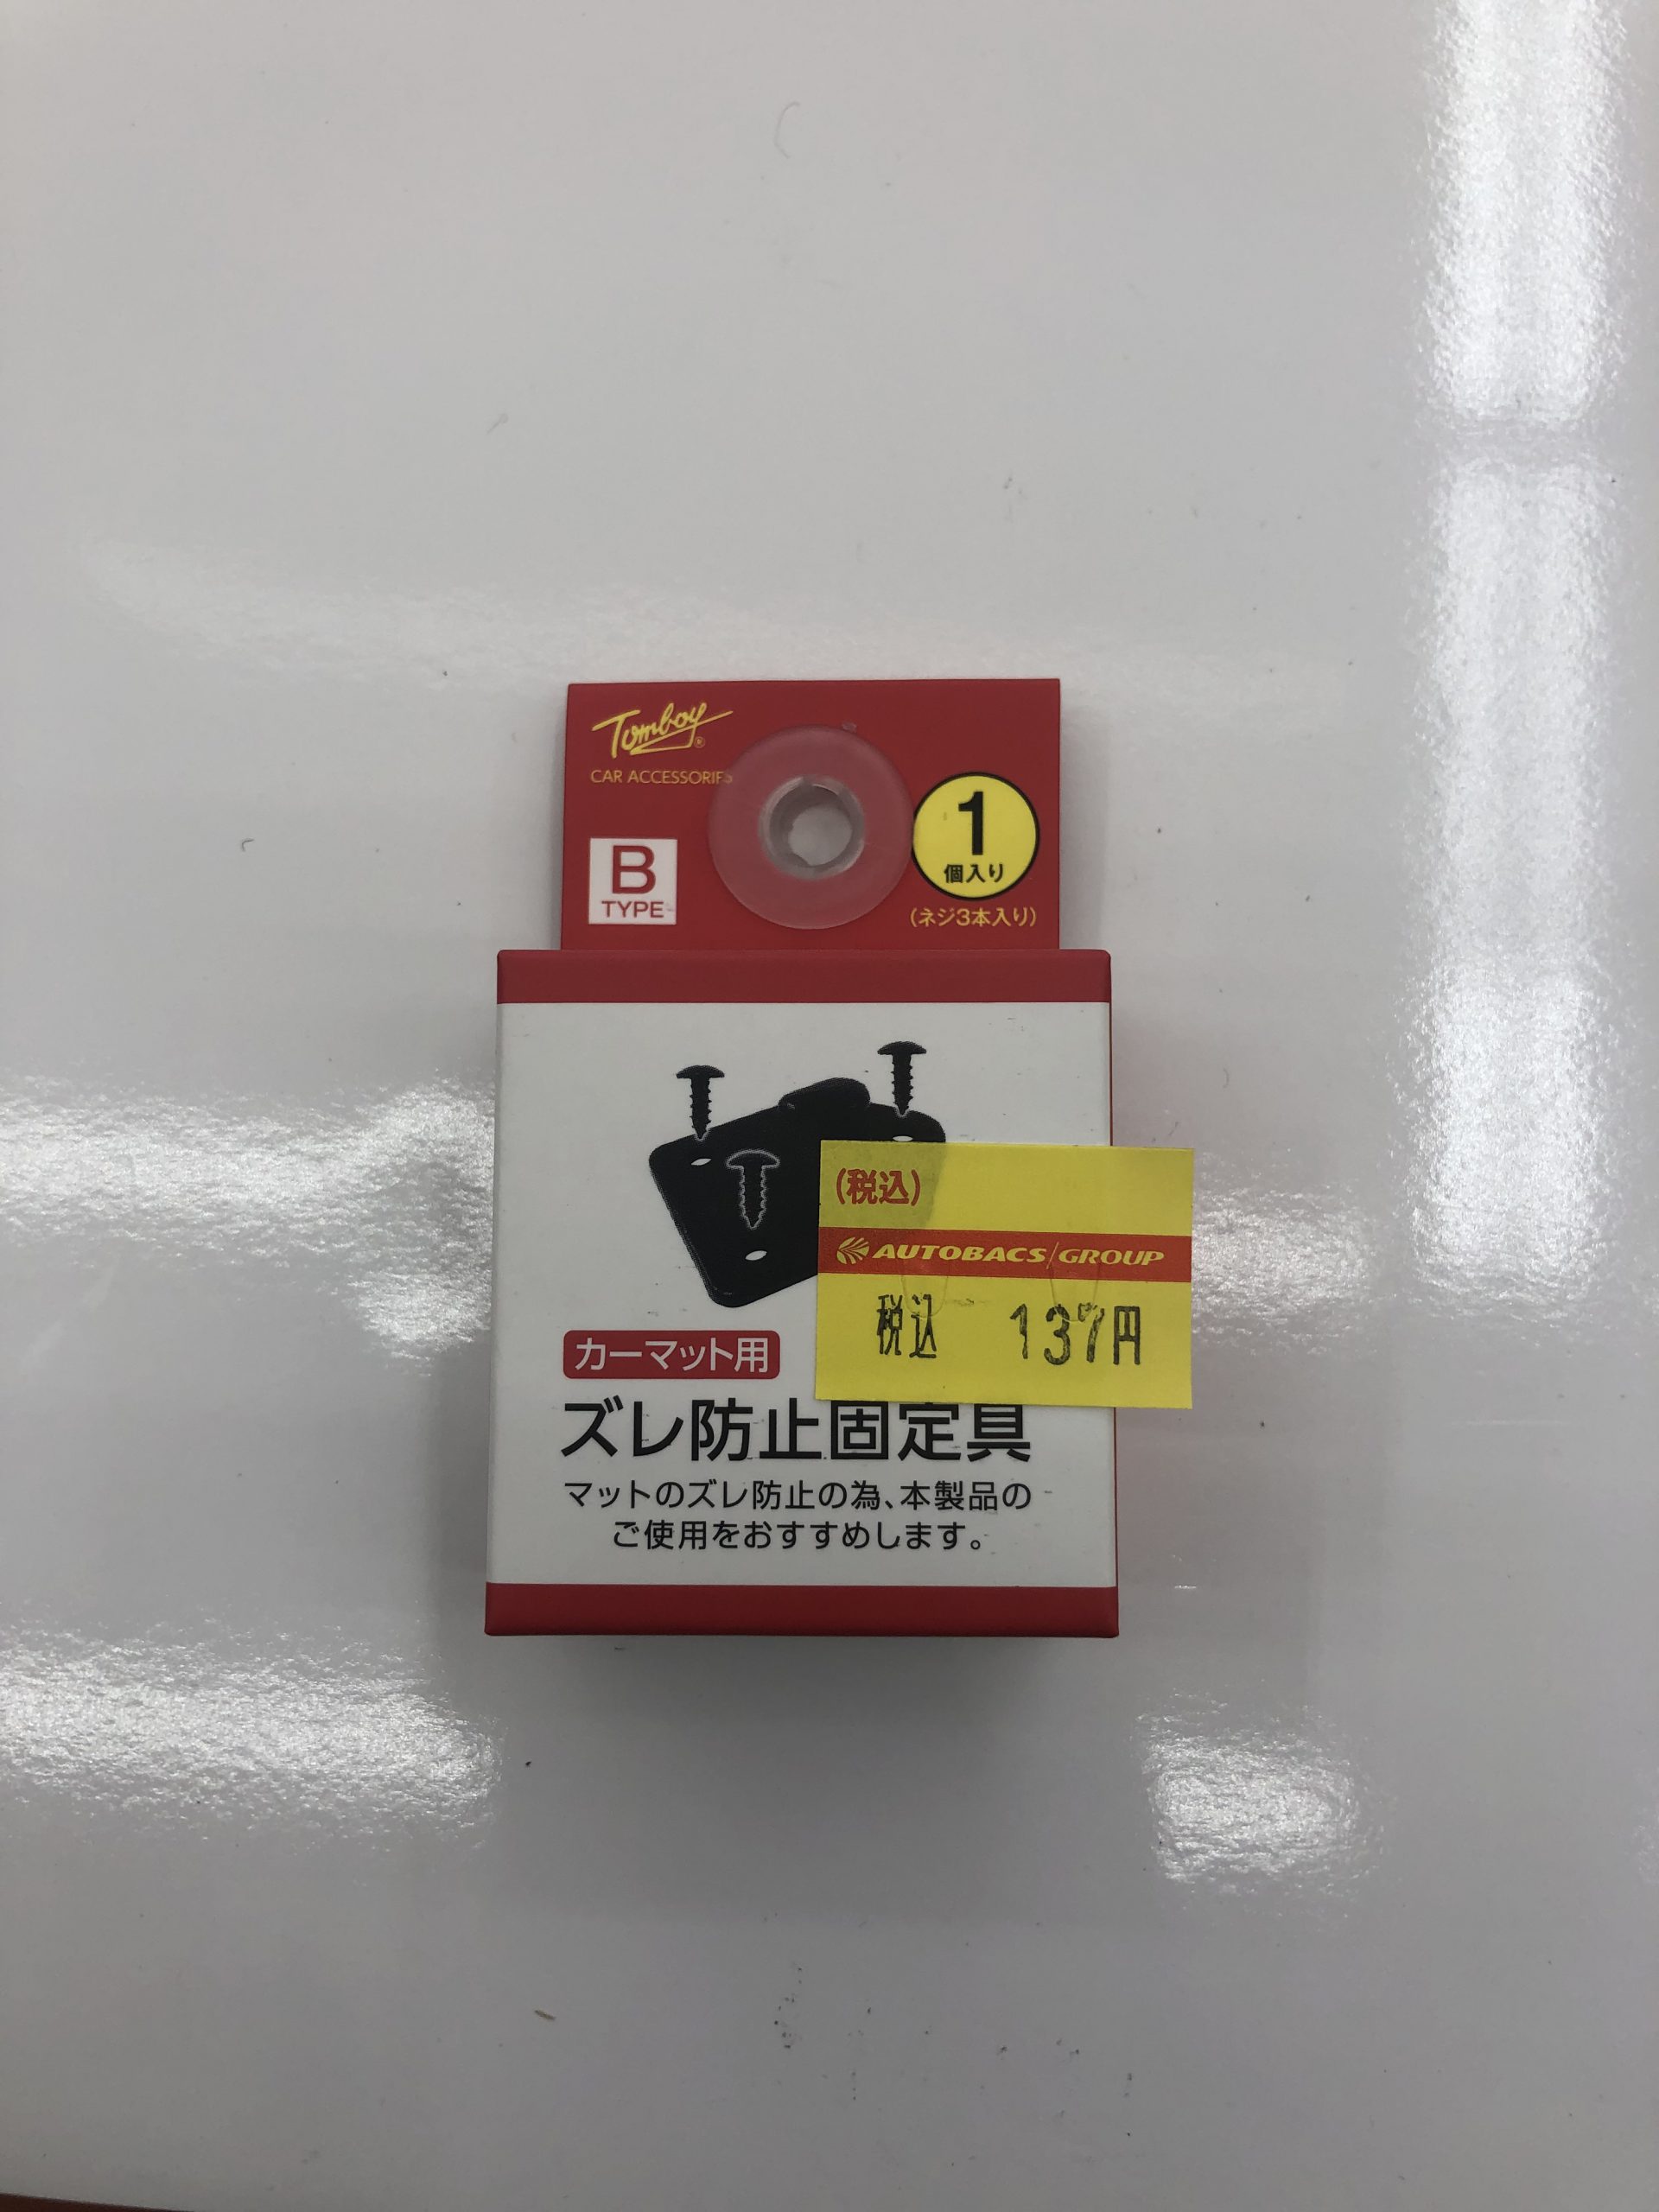 Tomboy®
CAR ACCESSORIES
B
TYPE
1
個入り
(ネジ3本入り)
(税込)
AUTOBACS/GROUP
税込 137円
カーマット用
ズレ防止固定具
マットのズレ防止の為、本製品の
ご使用をおすすめします。